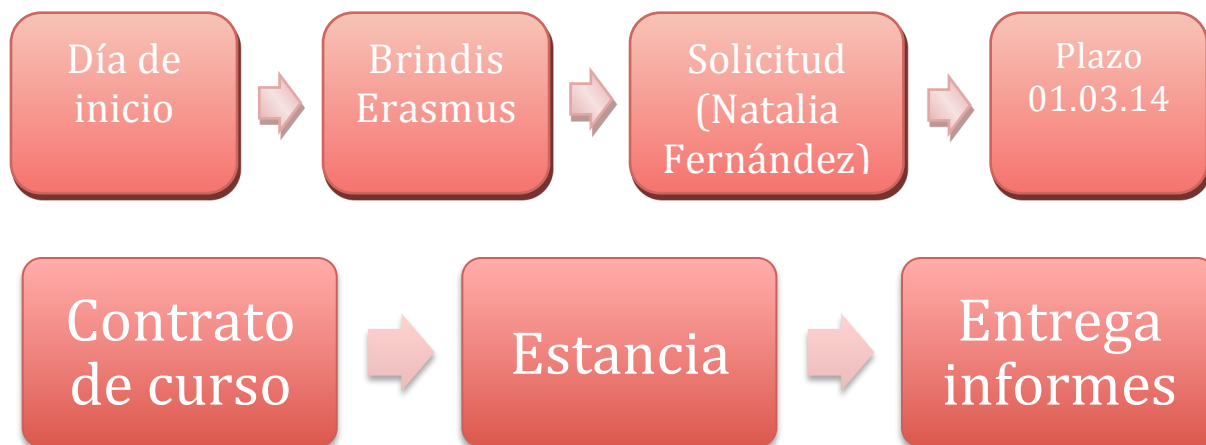 Día de
inicio
Brindis
Erasmus
Solicitud
(Natalia
Fernández)
Plazo
01.03.14
Contrato
de curso
Estancia
Entrega
informes